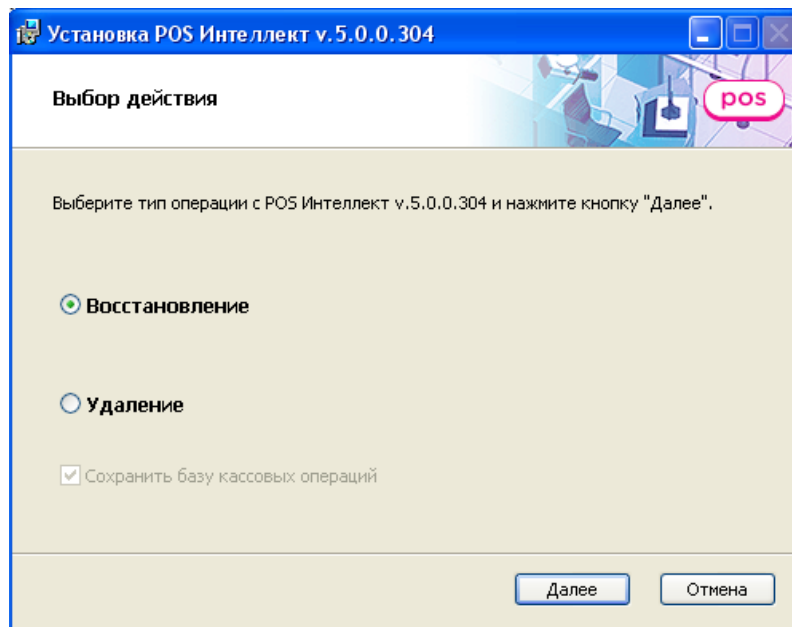 Установка POS Интеллект v.5.0.0.304
Выбор действия
pos
Выберите тип операции с POS Интеллект v.5.0.0.304 и нажмите кнопку "Далее".
Восстановление
Удаление
Сохранить базу кассовых операций
Далее
Отмена